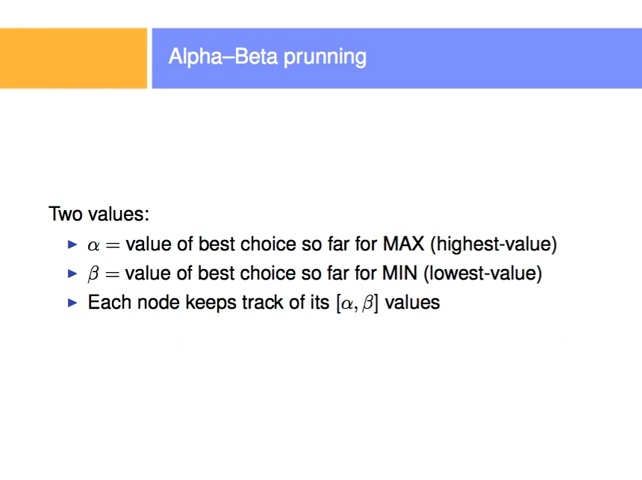 Alpha–Beta prunning
Two values:
▶ α = value of best choice so far for MAX (highest-value)
▶ β = value of best choice so far for MIN (lowest-value)
▶ Each node keeps track of its [α, β] values